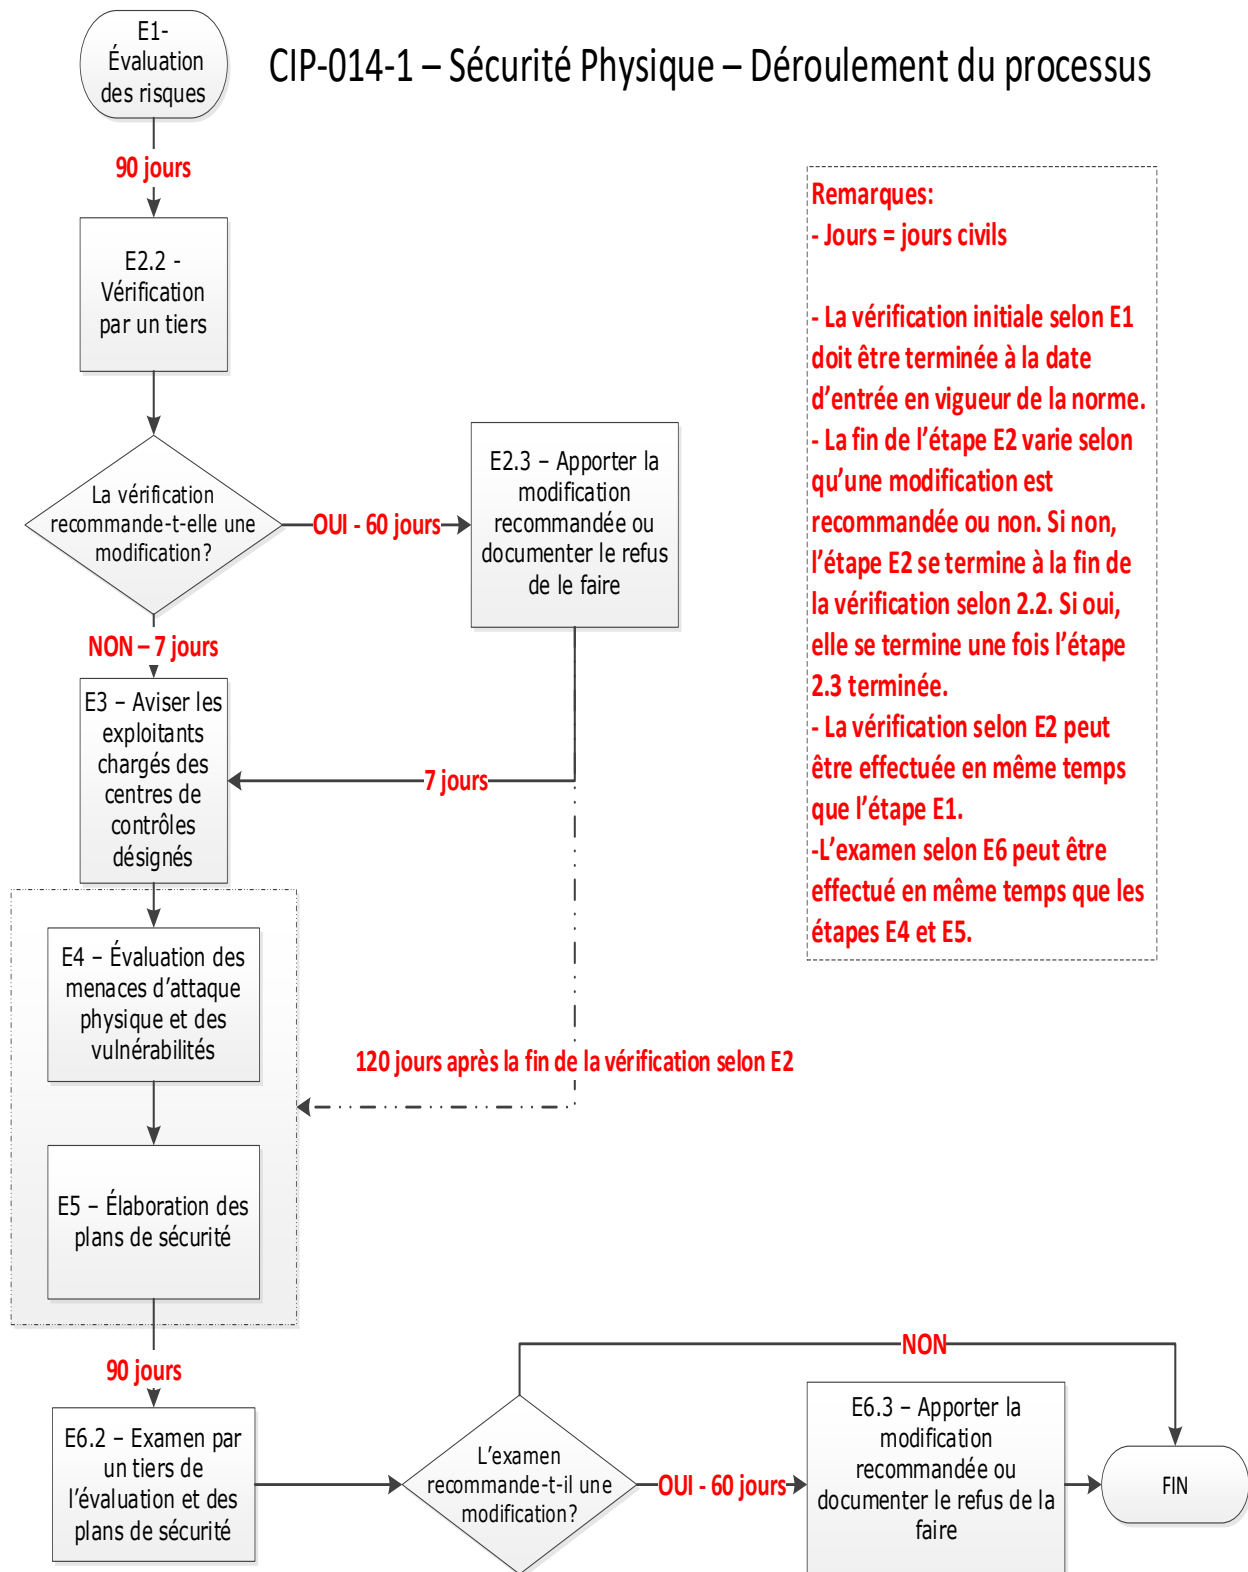 E1-
Évaluation
des risques
CIP-014-1 – Sécurité Physique – Déroulement du processus
90 jours
E2.2 -
Vérification
par un tiers
La vérification
recommande-t-elle une
modification?
OUI - 60 jours
E2.3 – Apporter la
modification
recommandée ou
documenter le refus
de le faire
NON – 7 jours
E3 – Aviser les
exploitants
chargés des
centres de
contrôles
désignés
7 jours
Remarques:
- Jours = jours civils
- La vérification initiale selon E1
doit être terminée à la date
d’entrée en vigueur de la norme.
- La fin de l’étape E2 varie selon
qu’une modification est
recommandée ou non. Si non,
l’étape E2 se termine à la fin de
la vérification selon 2.2. Si oui,
elle se termine une fois l’étape
2.3 terminée.
- La vérification selon E2 peut
être effectuée en même temps
que l’étape E1.
-L’examen selon E6 peut être
effectué en même temps que les
étapes E4 et E5.
E4 – Évaluation des
menaces d’attaque
physique et des
vulnérabilités
120 jours après la fin de la vérification selon E2
E5 – Élaboration des
plans de sécurité
90 jours
E6.2 – Examen par
un tiers de
l’évaluation et des
plans de sécurité
L’examen
recommande-t-il une
modification?
NON
OUI - 60 jours
E6.3 – Apporter la
modification
recommandée ou
documenter le refus de la
faire
FIN